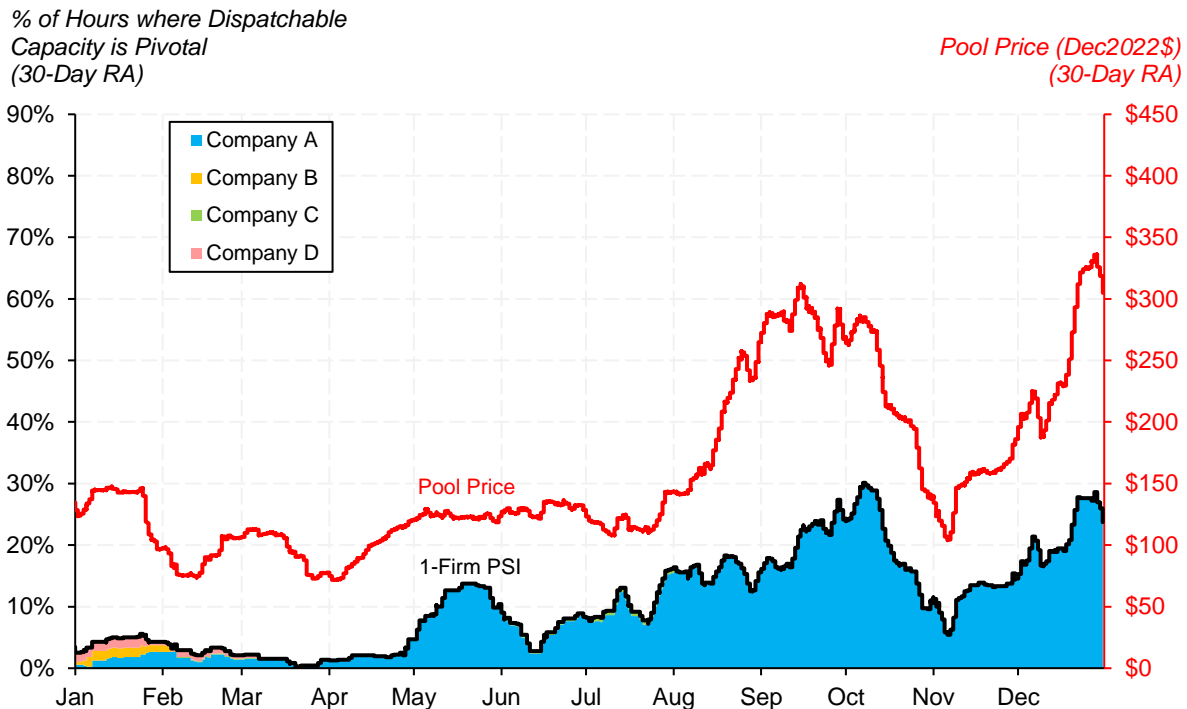 % of Hours where Dispatchable
Capacity is Pivotal
(30-Day RA)
Pool Price (Dec2022$)
(30-Day RA)
90%
80%
70%
60%
50%
40%
30%
20%
10%
0%
Company A
Company B
Company C
Company D
Pool Price
1-Firm PSI
$450
$400
$350
$300
$250
$200
$150
$100
$50
$0
Jan Feb Mar Apr May Jun Jul Aug Sep Oct Nov Dec